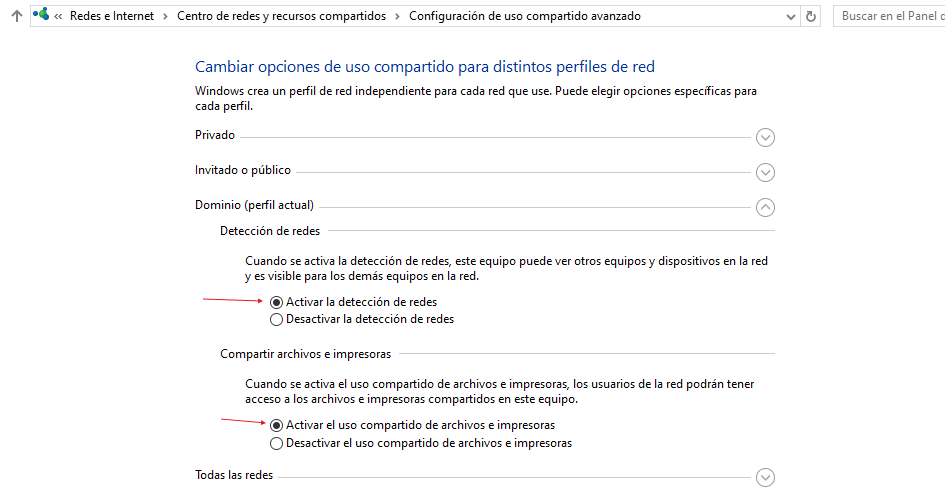 « Redes e Internet > Centro de redes y recursos compartidos > Configuración de uso compartido avanzado
Buscar en el Panel d
Cambiar opciones de uso compartido para distintos perfiles de red
Windows crea un perfil de red independiente para cada red que use. Puede elegir opciones específicas para
cada perfil.
Privado
Invitado o público
Dominio (perfil actual)
Detección de redes
Cuando se activa la detección de redes, este equipo puede ver otros equipos y dispositivos en la red
y es visible para los demás equipos en la red.
Activar la detección de redes
Desactivar la detección de redes
Compartir archivos e impresoras
Cuando se activa el uso compartido de archivos e impresoras, los usuarios de la red podrán tener
acceso a los archivos e impresoras compartidos en este equipo.
Activar el uso compartido de archivos e impresoras
Desactivar el uso compartido de archivos e impresoras
Todas las redes